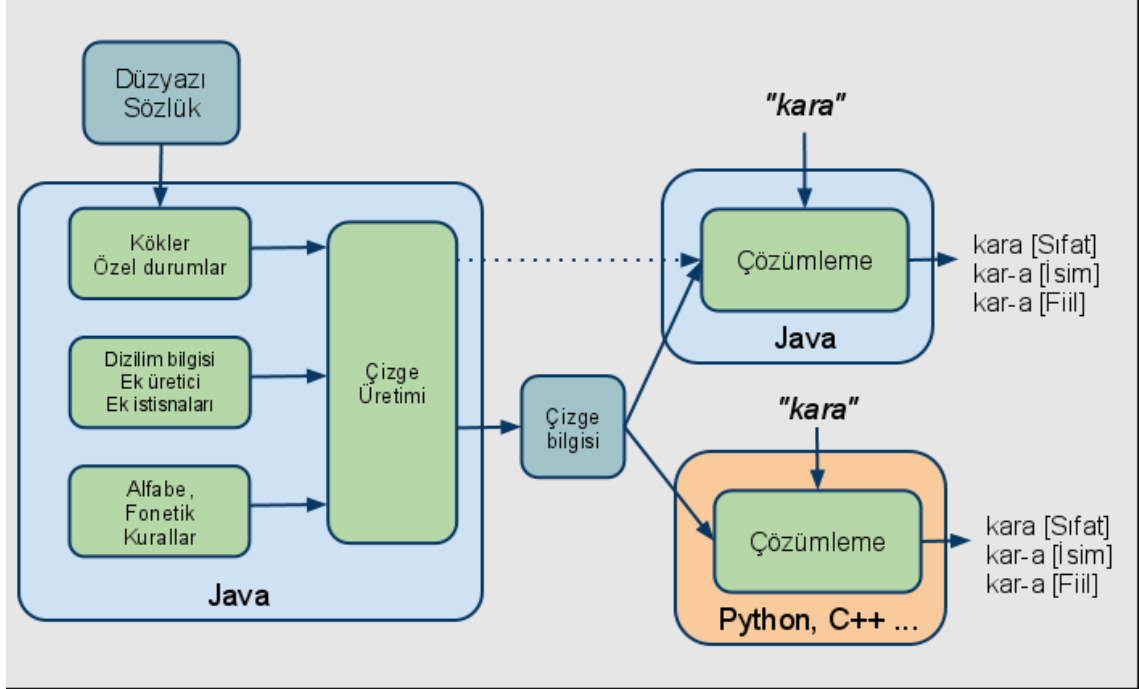 Düzyazı
Sözlük
Kökler
Özel durumlar
Dizilim bilgisi
Ek üretici
Ek istisnaları
Alfabe,
Fonetik
Kurallar
Çizge
Üretimi
Java
Çizge
bilgisi
"kara"
Çözümleme
Java
kara [Sıfat]
kar-a [İsim]
kar-a [Fiil]
"kara"
Çözümleme
Python, C++ ...
kara [Sıfat]
kar-a [İsim]
kar-a [Fiil]